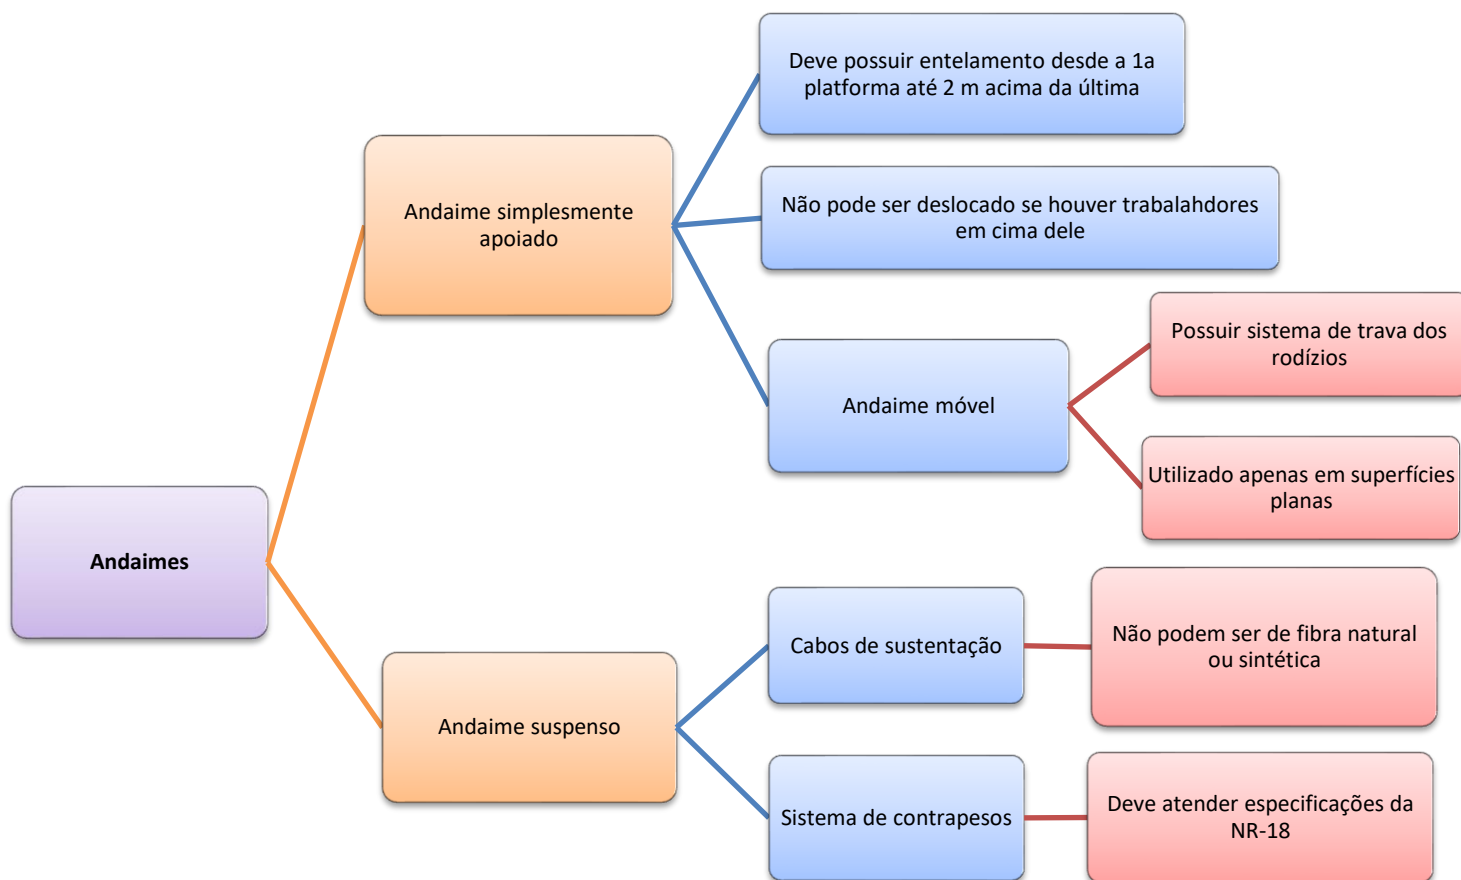 Deve possuir entelamento desde a 1a
platforma até 2 m acima da última
Andaime simplesmente
apoiado
Não pode ser deslocado se houver trabalahdores
em cima dele
Possuir sistema de trava dos
rodízios
Andaime móvel
Utilizado apenas em superfícies
planas
Andaimes
Cabos de sustentação
Não podem ser de fibra natural
ou sintética
Andaime suspenso
Sistema de contrapesos
Deve atender especificações da
NR-18